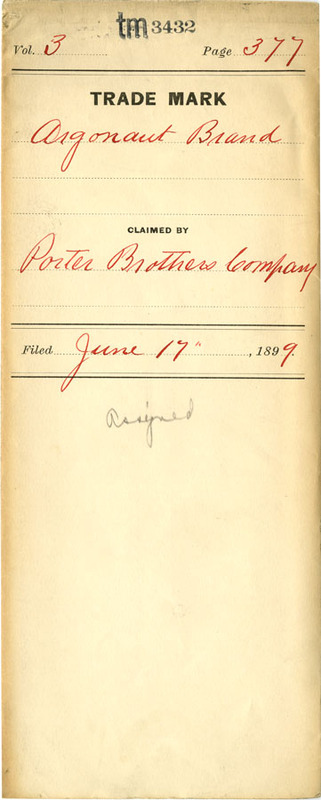 tm 3432
Vol. 3 Page 377
TRADE MARK
Argonaut Brand
CLAIMED BY
Porter Brothers Company
Filed June 17" , 1899.
Assigned